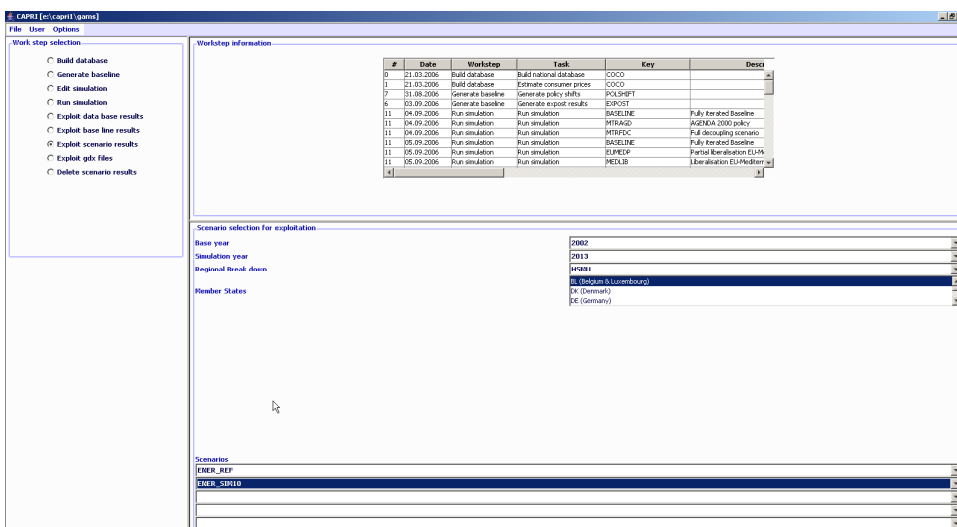 CAPRI [e:\capri1\gams]
File User Options
Work step selection
Build database
Generate baseline
Edit simulation
Run simulation
Exploit data base results
Exploit base line results
Exploit scenario results
Exploit gdx files
Delete scenario results
Workstep information
# Date Workstep Task Key Descr
0 21.03.2006 Build database Build national database COCO
1 21.03.2006 Build database Estimate consumer prices COCO
7 31.08.2006 Generate baseline Generate policy shifts POLSHIFT
6 03.09.2006 Generate baseline Generate expost results EXPOST
11 04.09.2006 Run simulation Run simulation BASELINE Fully iterated Baseline
11 04.09.2006 Run simulation Run simulation MTRAGD AGENDA 2000 policy
11 04.09.2006 Run simulation Run simulation MTRFDC Full decoupling scenario
11 05.09.2006 Run simulation Run simulation BASELINE Fully iterated Baseline
11 05.09.2006 Run simulation Run simulation EUMEDP Partial liberalisation EU-M
11 05.09.2006 Run simulation Run simulation MEDLIB Liberalisation EU-Mediterr
Scenario selection for exploitation
Base year 2002
Simulation year 2013
Regional Break down
Member States
BL (Belgium & Luxembourg)
DK (Denmark)
DE (Germany)
Scenarios
ENER_REF
ENER_SIM10